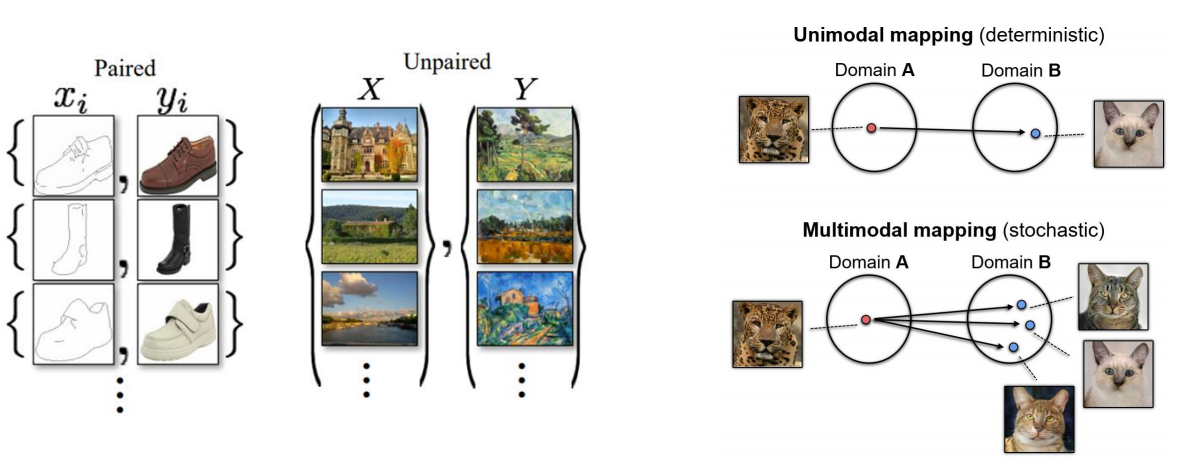 Paired
x_i y_i
{ , }
{ , }
{ , }
⋮
Unpaired
X Y
{ , }
⋮ ⋮
Unimodal mapping (deterministic)
Domain A Domain B
Multimodal mapping (stochastic)
Domain A Domain B